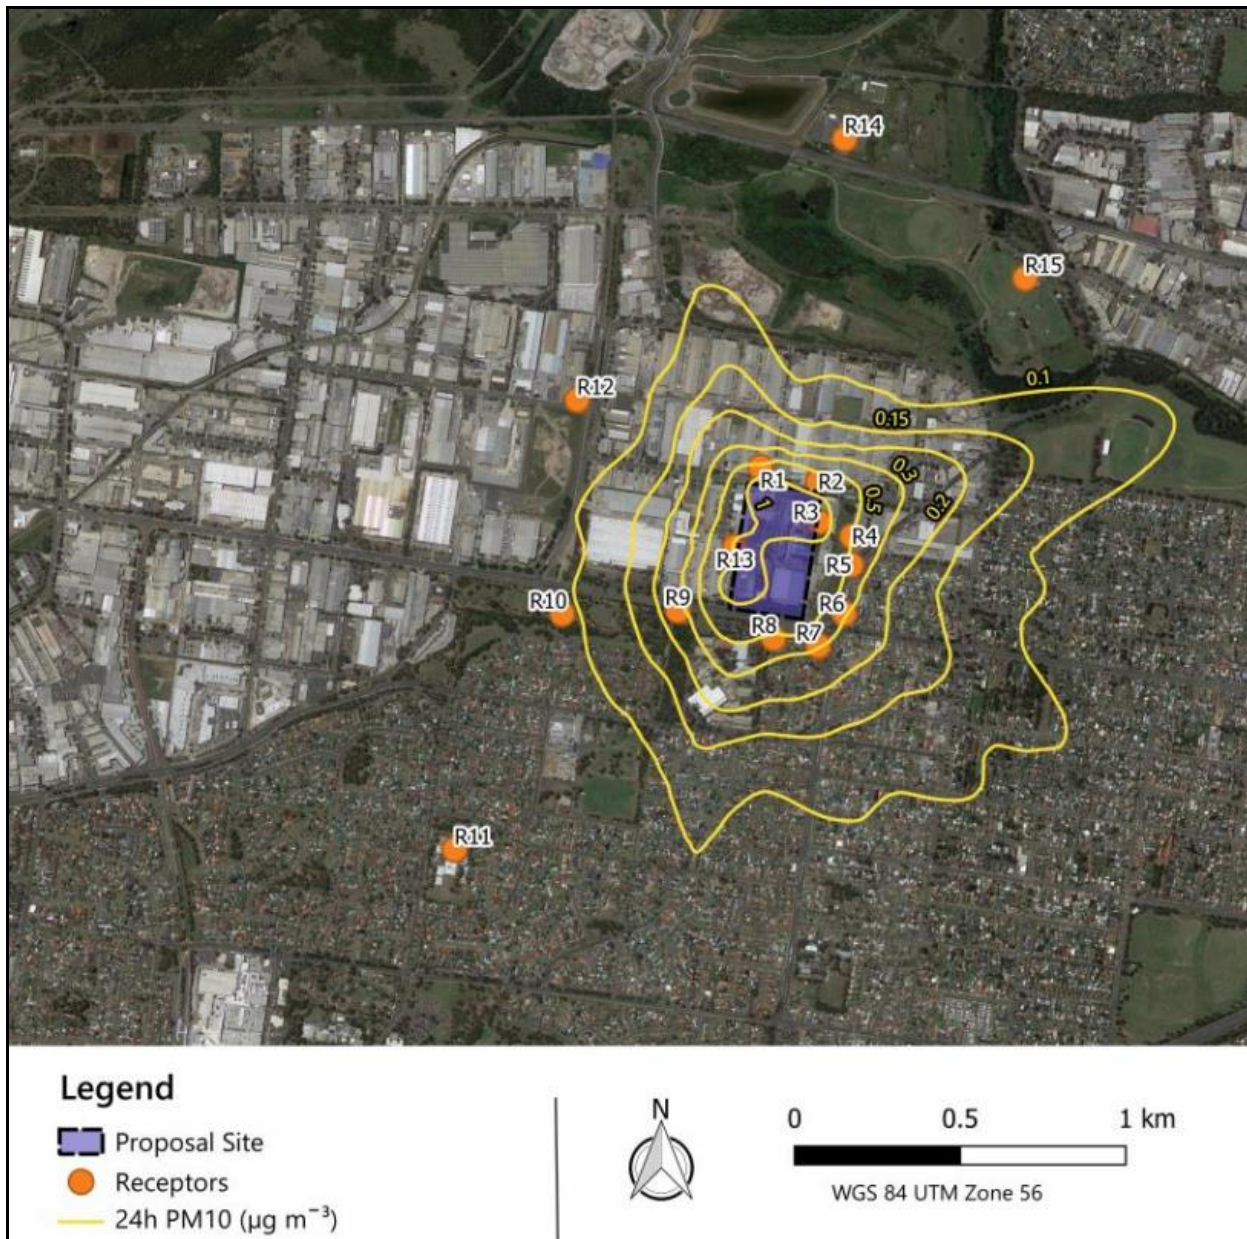 R14
R15
R12
0.1
0.15
R1
R2
0.3
0.5
1
R3
0.2
R4
R13
R5
R10
R9
R6
R8
R7
R11
Legend
Proposal Site
Receptors
24h PM10 (µg m⁻³)
N
0 0.5 1 km
WGS 84 UTM Zone 56